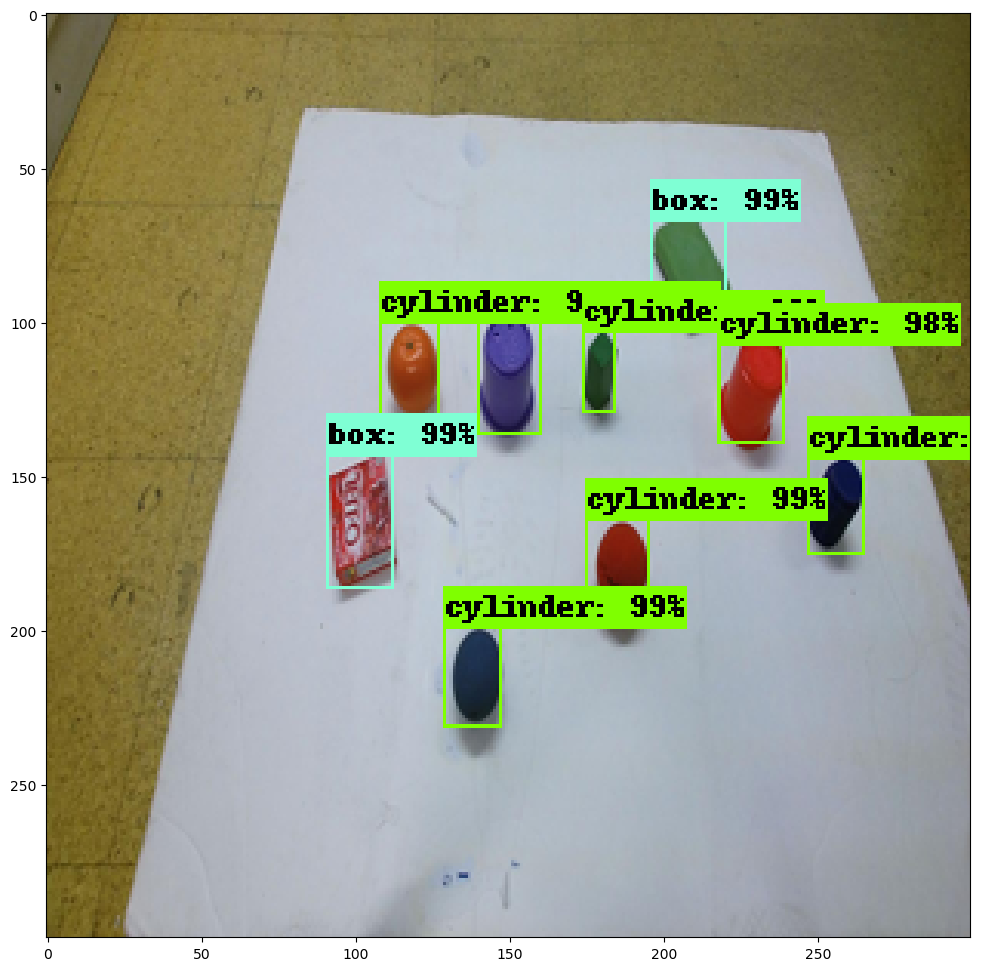 0
box: 99%
50
cylinder: 9
cylinder: 98%
100
box: 99%
cylinder:
150
cylinder: 99%
cylinder: 99%
200
250
0 50 100 150 200 250